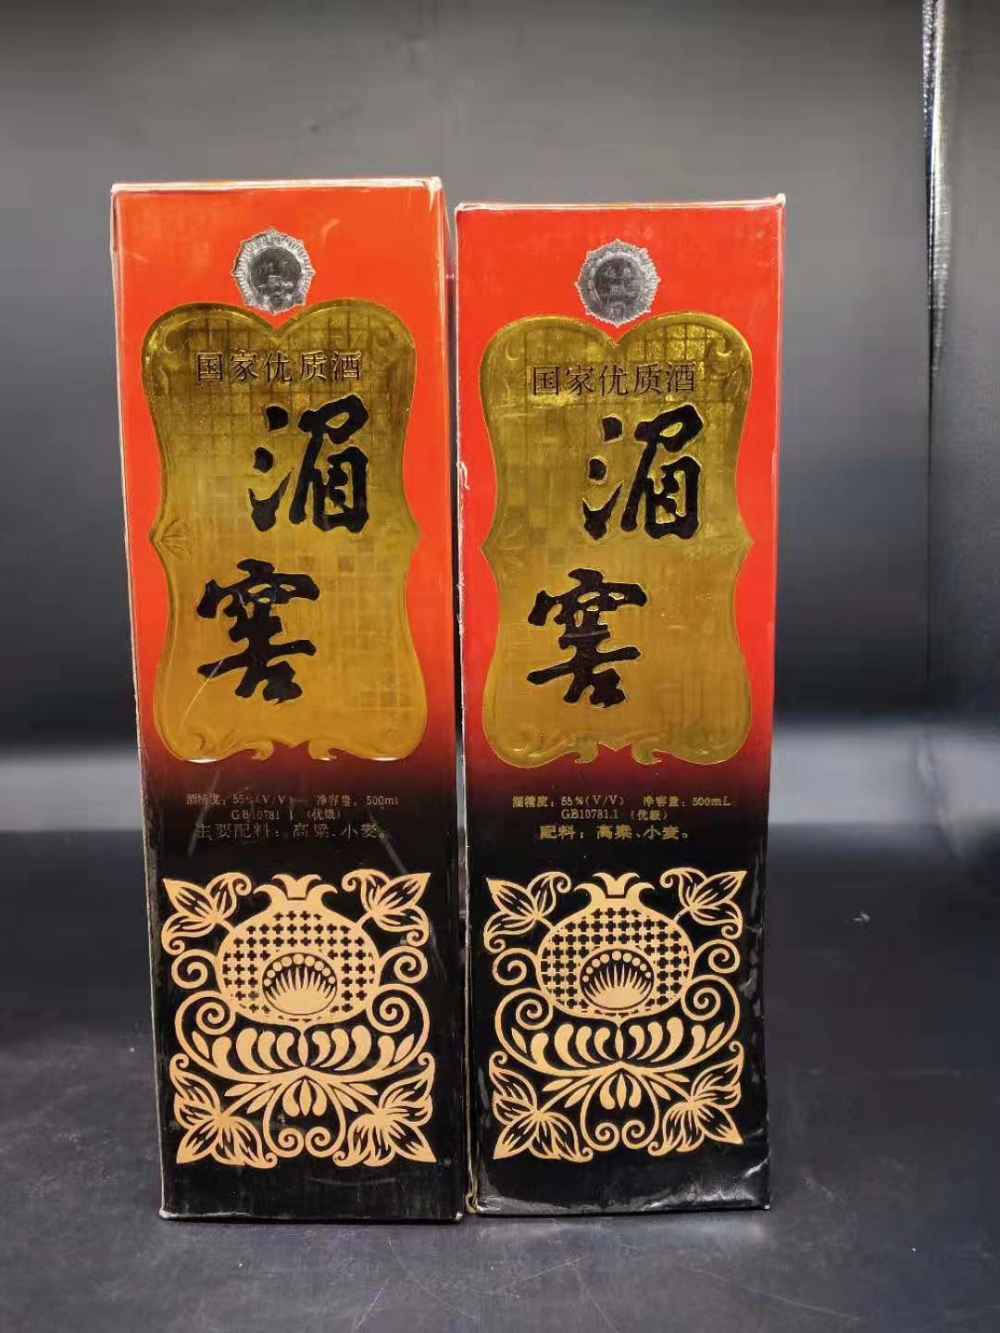 国家优质酒
湄
窖
酒精度：55%(V/V) 净容量：500ml
GB10781.1 (优级)
主要配料：高粱、小麦。
国家优质酒
湄
窖
酒精度：55%(V/V) 净容量：500mL
GB10781.1 (优级)
配料：高粱、小麦。